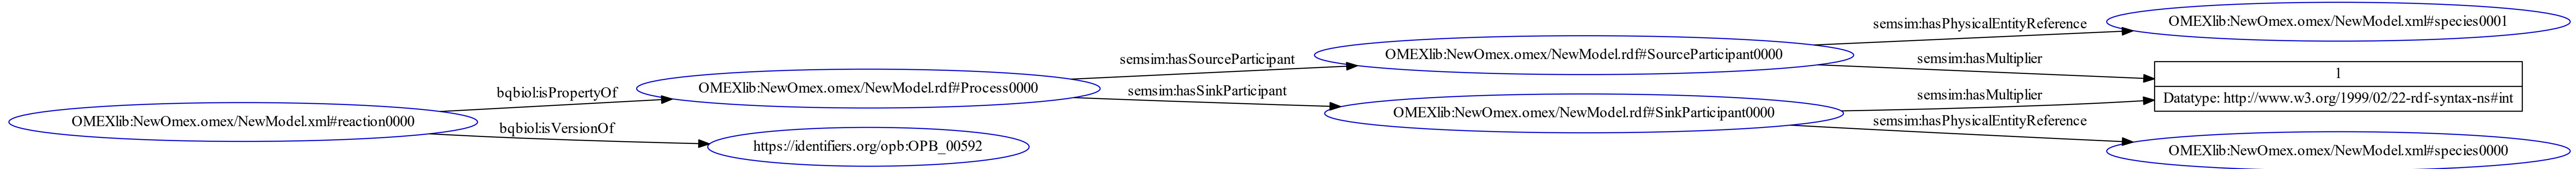 OMEXlib:NewOmex.omex/NewModel.xml#reaction0000
bqbiol:isPropertyOf
bqbiol:isVersionOf
OMEXlib:NewOmex.omex/NewModel.rdf#Process0000
https://identifiers.org/opb:OPB_00592
semsim:hasSourceParticipant
semsim:hasSinkParticipant
OMEXlib:NewOmex.omex/NewModel.rdf#SourceParticipant0000
OMEXlib:NewOmex.omex/NewModel.rdf#SinkParticipant0000
semsim:hasPhysicalEntityReference
semsim:hasMultiplier
semsim:hasMultiplier
semsim:hasPhysicalEntityReference
OMEXlib:NewOmex.omex/NewModel.xml#species0001
1
Datatype: http://www.w3.org/1999/02/22-rdf-syntax-ns#int
OMEXlib:NewOmex.omex/NewModel.xml#species0000